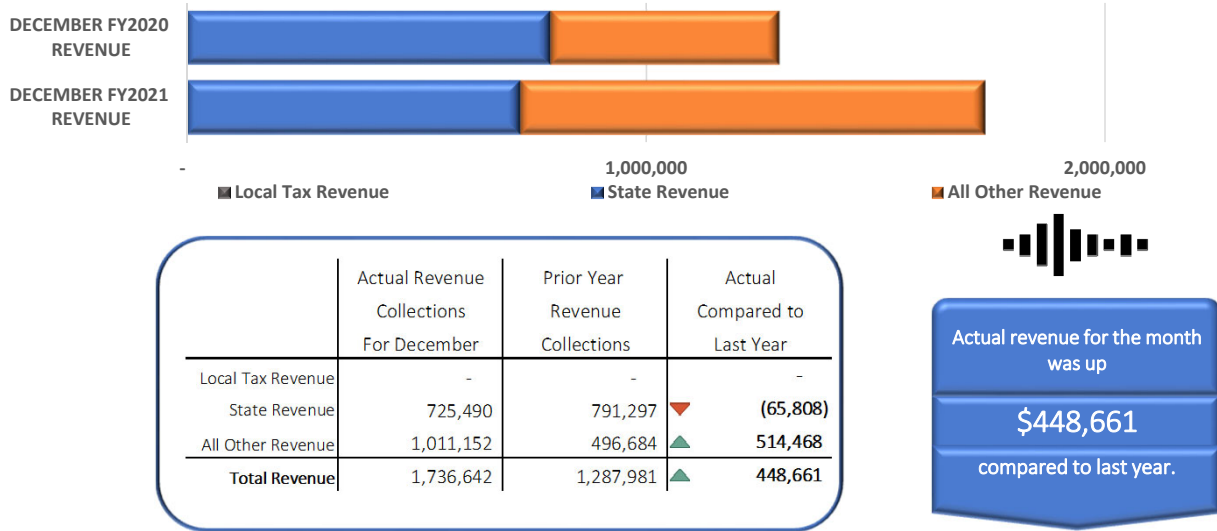 DECEMBER FY2020
REVENUE
DECEMBER FY2021
REVENUE
- 1,000,000 2,000,000
Local Tax Revenue State Revenue All Other Revenue
Actual Revenue Collections For December Prior Year Revenue Collections Actual Compared to Last Year
Local Tax Revenue - - -
State Revenue 725,490 791,297 (65,808)
All Other Revenue 1,011,152 496,684 514,468
Total Revenue 1,736,642 1,287,981 448,661
Actual revenue for the month
was up
$448,661
compared to last year.